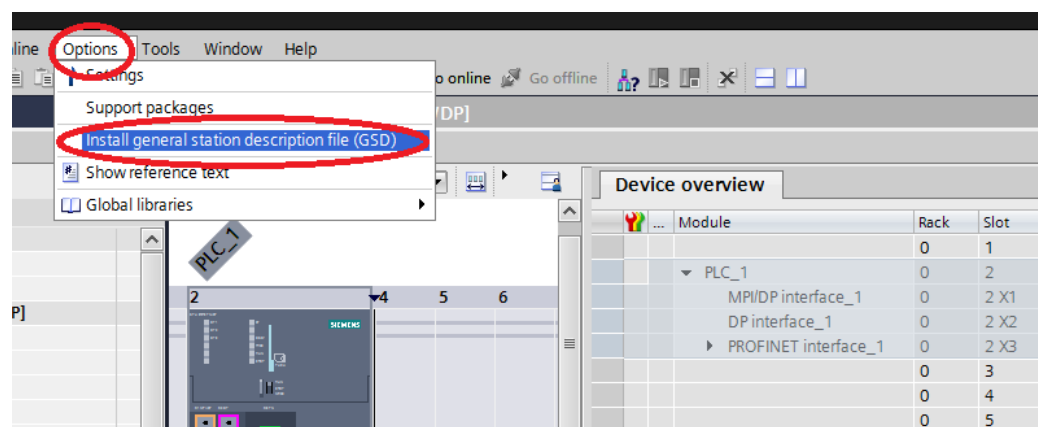 Options Tools Window Help
Settings
o online Go offline
Support packages
/DP]
Install general station description file (GSD)
Show reference text
Device overview
Global libraries
... Module Rack Slot
PLC_1
0 1
PLC_1 0 2
2 4 5 6
MPI/DP interface_1 0 2 X1
P]
DP interface_1 0 2 X2
SIEMENS
PROFINET interface_1 0 2 X3
0 3
0 4
0 5